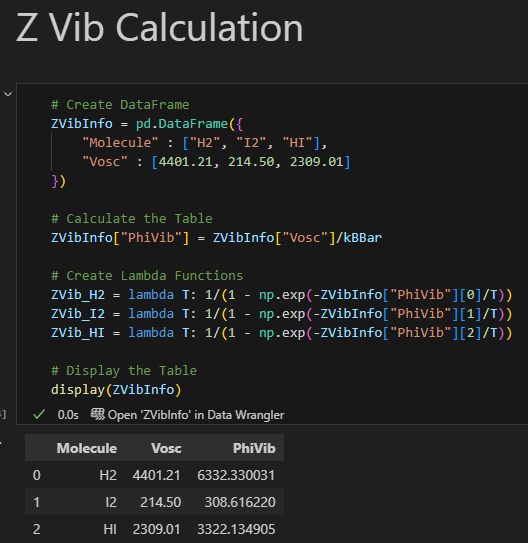 Z Vib Calculation
# Create DataFrame
ZVibInfo = pd.DataFrame({
    "Molecule" : ["H2", "I2", "HI"],
    "Vosc" : [4401.21, 214.50, 2309.01]
})
# Calculate the Table
ZVibInfo["PhiVib"] = ZVibInfo["Vosc"]/kBBar
# Create Lambda Functions
ZVib_H2 = lambda T: 1/(1 - np.exp(-ZVibInfo["PhiVib"][0]/T))
ZVib_I2 = lambda T: 1/(1 - np.exp(-ZVibInfo["PhiVib"][1]/T))
ZVib_HI = lambda T: 1/(1 - np.exp(-ZVibInfo["PhiVib"][2]/T))
# Display the Table
display(ZVibInfo)
] ✓ 0.0s Open 'ZVibInfo' in Data Wrangler
Molecule Vosc PhiVib
0 H2 4401.21 6332.330031
1 I2 214.50 308.616220
2 HI 2309.01 3322.134905